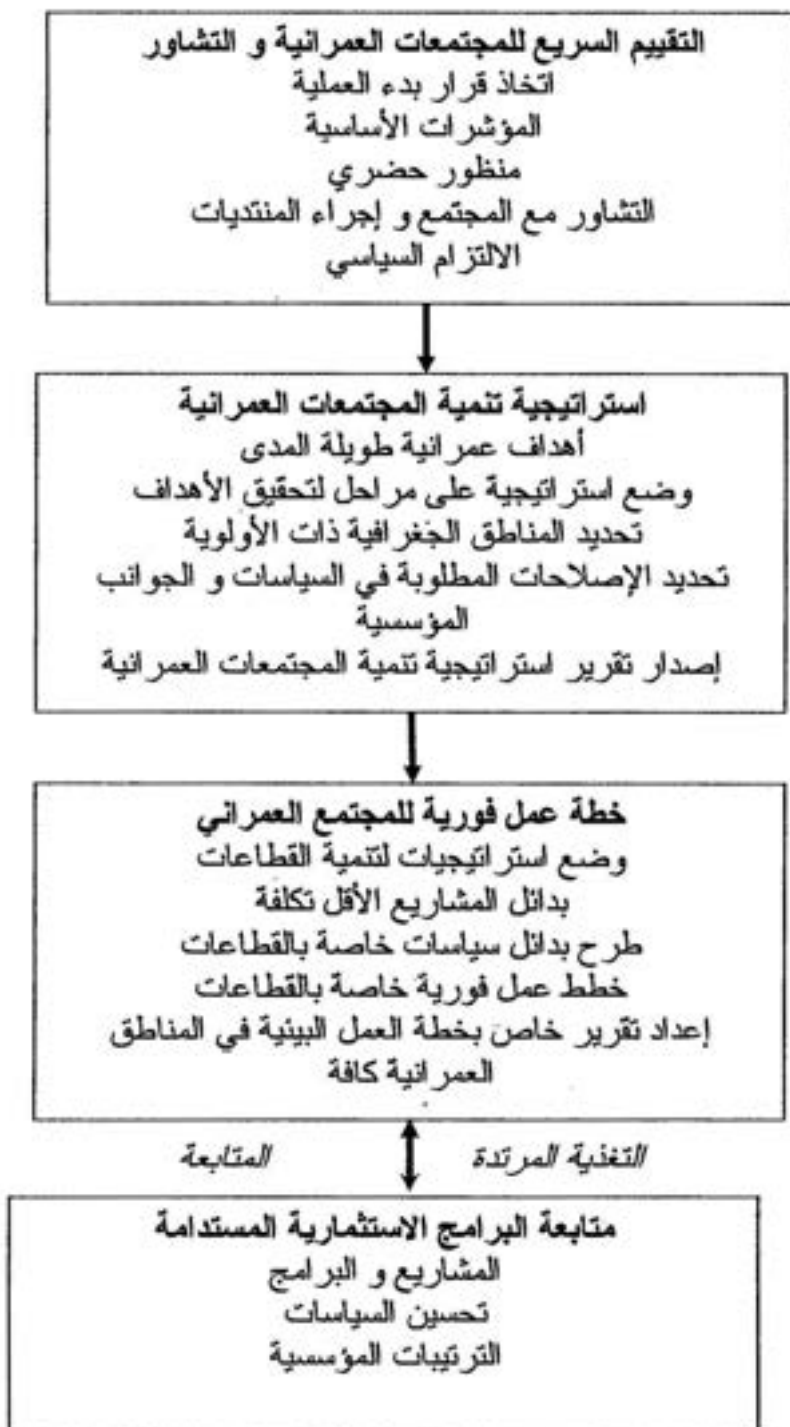 التقييم السريع للمجتمعات العمرانية و التشاور
اتخاذ قرار بدء العملية
المؤشرات الأساسية
منظور حضري
التشاور مع المجتمع و إجراء المنتديات
الالتزام السياسي
استراتيجية تنمية المجتمعات العمرانية
أهداف عمرانية طويلة المدى
وضع استراتيجية على مراحل لتحقيق الأهداف
تحديد المناطق الجغرافية ذات الأولوية
تحديد الإصلاحات المطلوبة في السياسات و الجوانب
المؤسسية
إصدار تقرير استراتيجية تنمية المجتمعات العمرانية
خطة عمل فورية للمجتمع العمراني
وضع استراتيجيات لتنمية القطاعات
بدائل المشاريع الأقل تكلفة
طرح بدائل سياسات خاصة بالقطاعات
خطط عمل فورية خاصة بالقطاعات
إعداد تقرير خاص بخطة العمل البيئية في المناطق
العمرانية كافة
التغذية المرتدة المتابعة
متابعة البرامج الاستثمارية المستدامة
المشاريع و البرامج
تحسين السياسات
الترتيبات المؤسسية